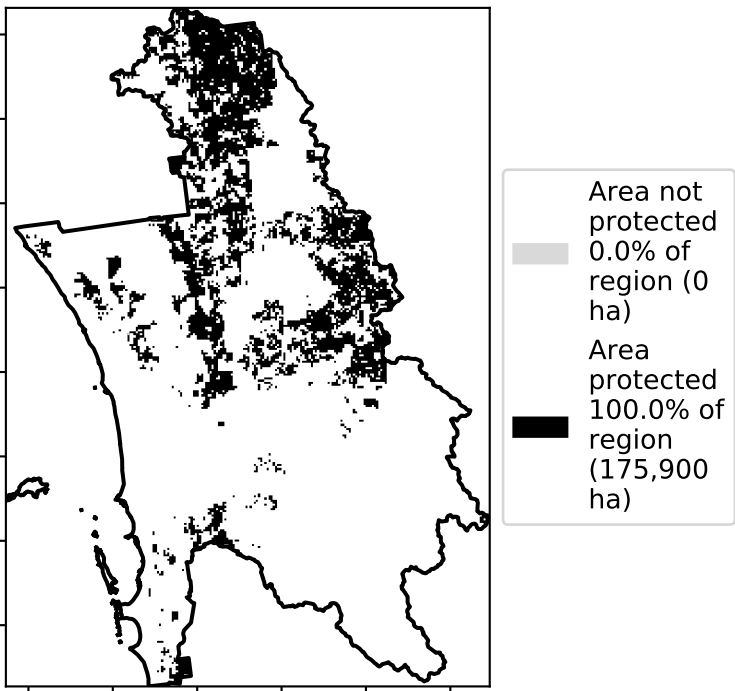 Area not
protected
0.0% of
region (0
ha)
Area
protected
100.0% of
region
(175,900
ha)